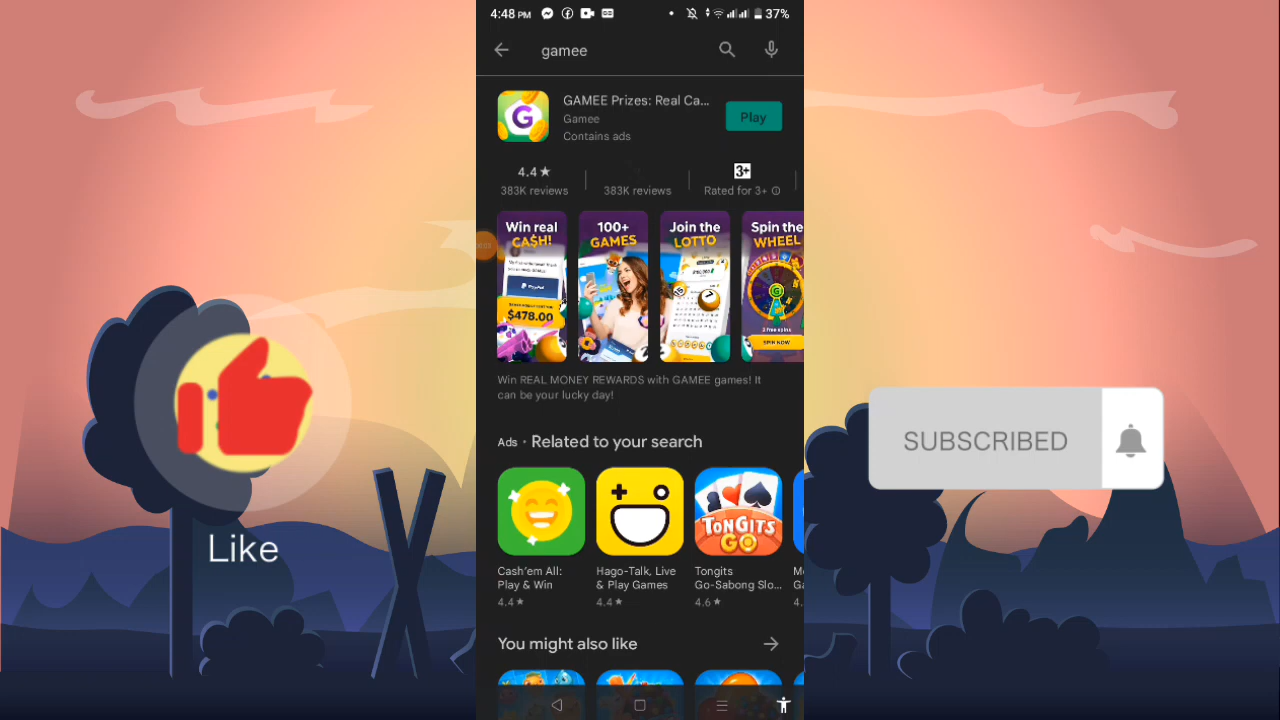 4:48 PM
37%
gamee
GAMEE Prizes: Real Ca...
Gamee
Contains ads
Play
4.4★
383K reviews
383K reviews
3+
Rated for 3+
Win real
CA$H!
PayPal
$478.00
100+
GAMES
Join the
LOTTO
Spin the
WHEEL
SPIN NOW
Win REAL MONEY REWARDS with GAMEE games! It
can be your lucky day!
Ads • Related to your search
Cash'em All:
Play & Win
4.4★
Hago-Talk, Live
& Play Games
4.4★
TONGITS
GO
Tongits
Go-Sabong Slo...
4.6★
You might also like
Like
SUBSCRIBED